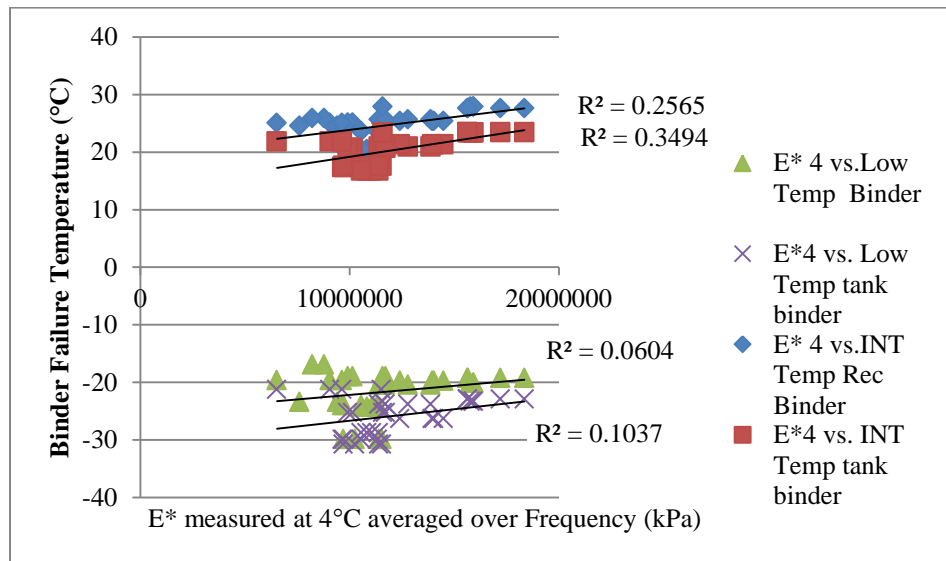 40
30
20
10
0
-10
-20
-30
-40
0
10000000
20000000
Binder Failure Temperature (°C)
E* measured at 4°C averaged over Frequency (kPa)
R² = 0.2565
R² = 0.3494
R² = 0.0604
R² = 0.1037
E* 4 vs.Low
Temp Binder
E*4 vs. Low
Temp tank
binder
E* 4 vs.INT
Temp Rec
Binder
E*4 vs. INT
Temp tank
binder